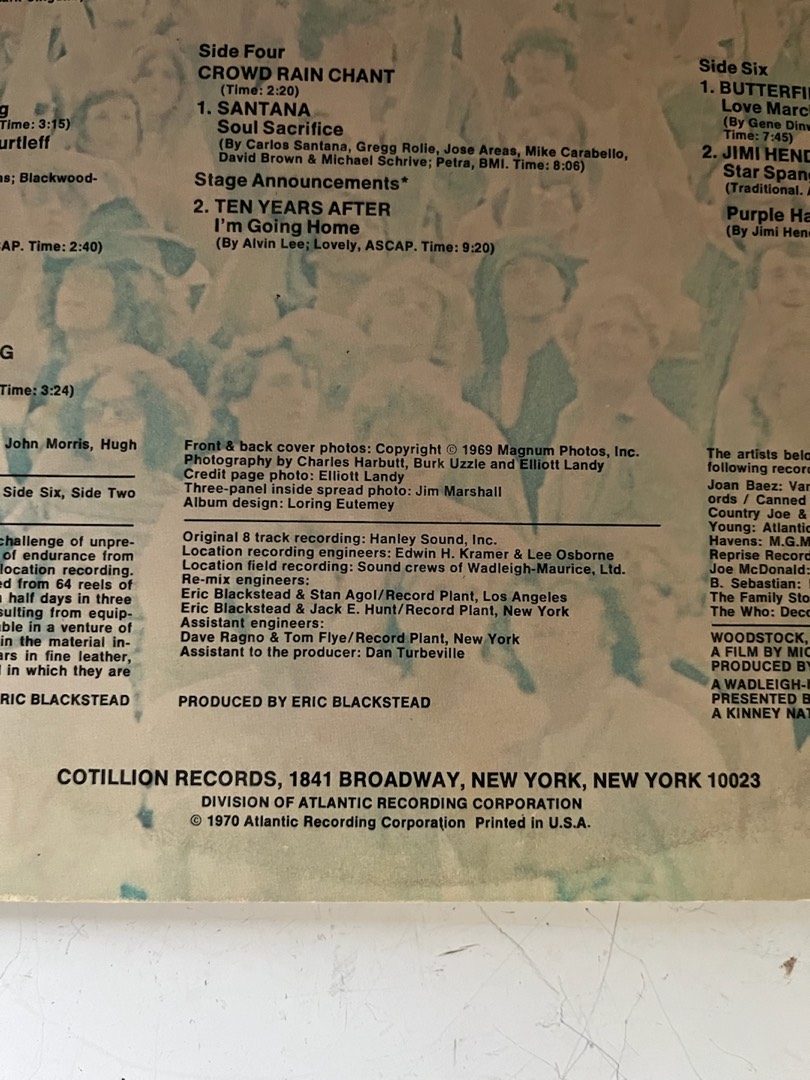 g
Time: 3:15)
urtleff
ns; Blackwood-
AP. Time: 2:40)
G
Time: 3:24)
John Morris, Hugh
Side Six, Side Two
challenge of unpre-
of endurance from
location recording.
ed from 64 reels of
half days in three
sulting from equip-
ble in a venture of
in the material in-
ars in fine leather,
in which they are
RIC BLACKSTEAD
Side Four
CROWD RAIN CHANT
(Time: 2:20)
1. SANTANA
Soul Sacrifice
(By Carlos Santana, Gregg Rolie, Jose Areas, Mike Carabello,
David Brown & Michael Schrive; Petra, BMI. Time: 8:06)
Stage Announcements*
2. TEN YEARS AFTER
I'm Going Home
(By Alvin Lee; Lovely, ASCAP. Time: 9:20)
Front & back cover photos: Copyright © 1969 Magnum Photos, Inc.
Photography by Charles Harbutt, Burk Uzzle and Elliott Landy
Credit page photo: Elliott Landy
Three-panel inside spread photo: Jim Marshall
Album design: Loring Eutemey
Original 8 track recording: Hanley Sound, Inc.
Location recording engineers: Edwin H. Kramer & Lee Osborne
Location field recording: Sound crews of Wadleigh-Maurice, Ltd.
Re-mix engineers:
Eric Blackstead & Stan Agol/Record Plant, Los Angeles
Eric Blackstead & Jack E. Hunt/Record Plant, New York
Assistant engineers:
Dave Ragno & Tom Flye/Record Plant, New York
Assistant to the producer: Dan Turbeville
PRODUCED BY ERIC BLACKSTEAD
Side Six
1. BUTTERFI
Love Marc
(By Gene Dinw
Time: 7:45)
2. JIMI HEND
Star Span
(Traditional. A
Purple Ha
(By Jimi Hend
The artists belo
following record
Joan Baez: Van
ords / Canned
Country Joe &
Young: Atlantic
Havens: M.G.M
Reprise Record
Joe McDonald:
B. Sebastian:
The Family Sto
The Who: Decc
WOODSTOCK,
A FILM BY MIC
PRODUCED BY
A WADLEIGH-
PRESENTED B
A KINNEY NAT
COTILLION RECORDS, 1841 BROADWAY, NEW YORK, NEW YORK 10023
DIVISION OF ATLANTIC RECORDING CORPORATION
© 1970 Atlantic Recording Corporation Printed in U.S.A.